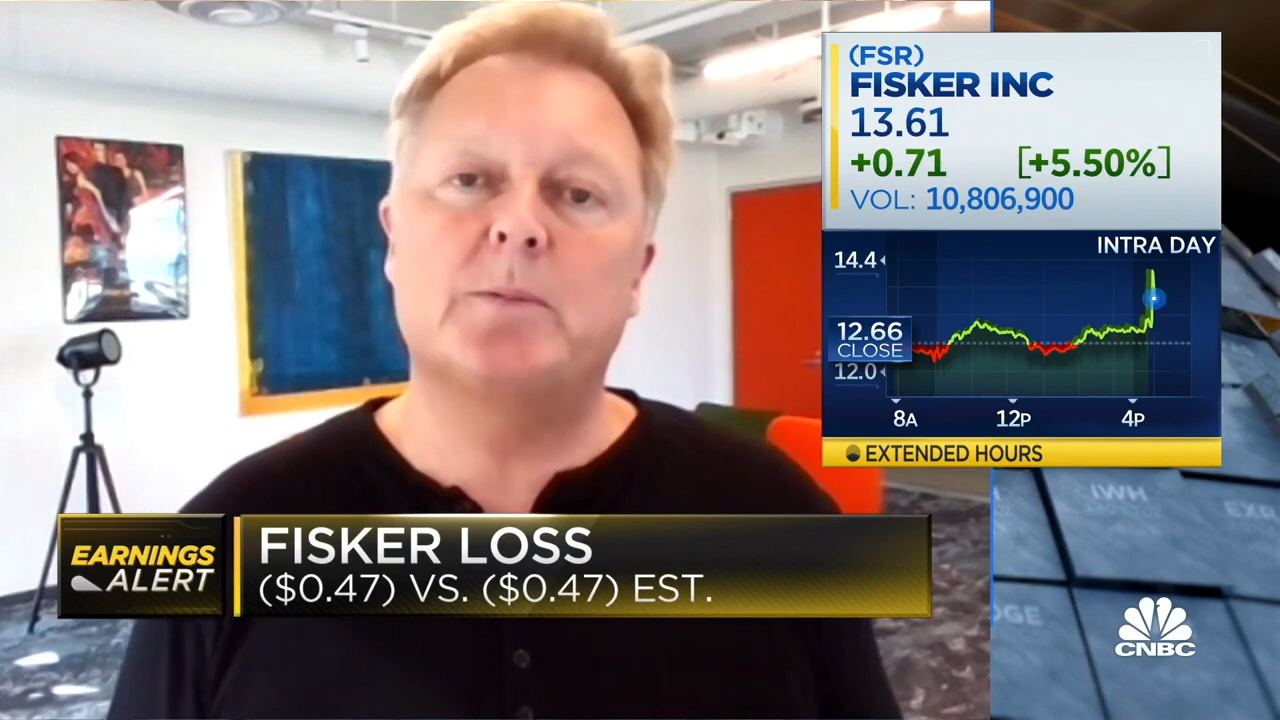 (FSR)
FISKER INC
13.61
+0.71 [+5.50%]
VOL: 10,806,900
INTRA DAY
14.4
12.66
CLOSE
12.0
8A 12P 4P
EXTENDED HOURS
IWH
EARNINGS
ALERT
FISKER LOSS
($0.47) VS. ($0.47) EST.
CNBC